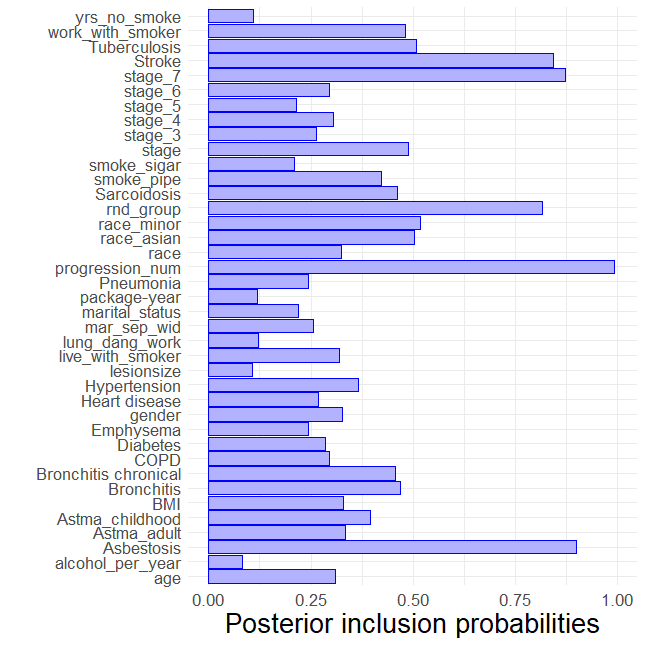 yrs_no_smoke
work_with_smoker
Tuberculosis
Stroke
stage_7
stage_6
stage_5
stage_4
stage_3
stage
smoke_sigar
smoke_pipe
Sarcoidosis
rnd_group
race_minor
race_asian
race
progression_num
Pneumonia
package-year
marital_status
mar_sep_wid
lung_dang_work
live_with_smoker
lesionsize
Hypertension
Heart disease
gender
Emphysema
Diabetes
COPD
Bronchitis chronical
Bronchitis
BMI
Astma_childhood
Astma_adult
Asbestosis
alcohol_per_year
age
0.00 0.25 0.50 0.75 1.00
Posterior inclusion probabilities